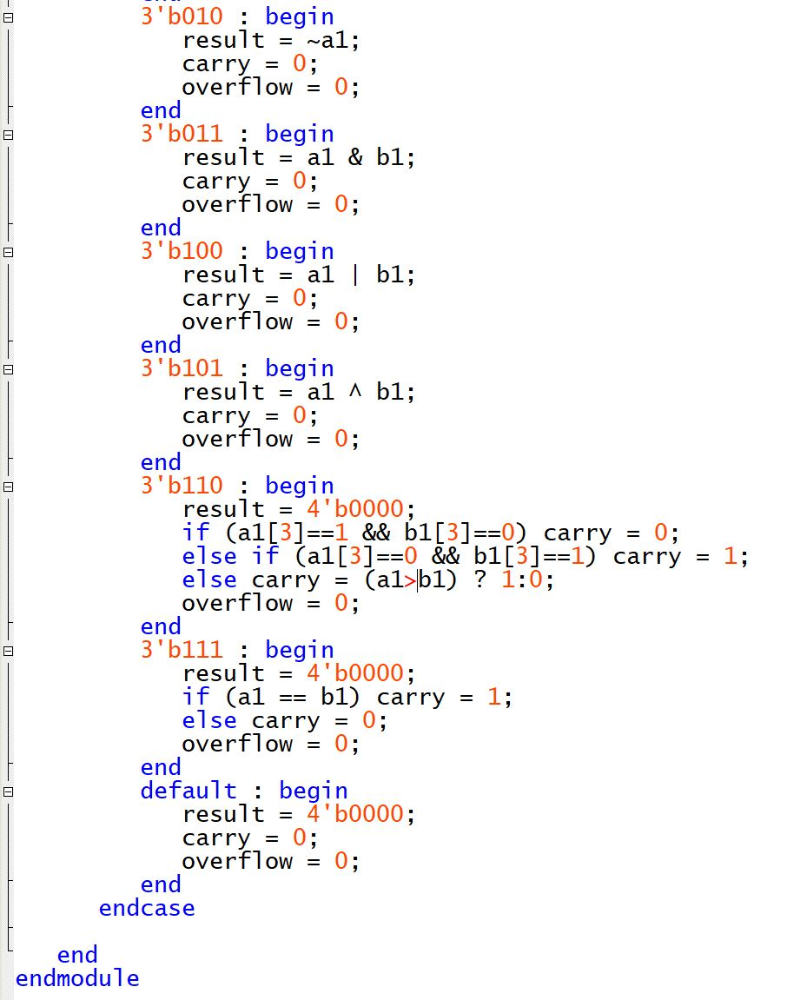 end
3'b010 : begin
result = ~a1;
carry = 0;
overflow = 0;
end
3'b011 : begin
result = a1 & b1;
carry = 0;
overflow = 0;
end
3'b100 : begin
result = a1 | b1;
carry = 0;
overflow = 0;
end
3'b101 : begin
result = a1 ^ b1;
carry = 0;
overflow = 0;
end
3'b110 : begin
result = 4'b0000;
if (a1[3]==1 && b1[3]==0) carry = 0;
else if (a1[3]==0 && b1[3]==1) carry = 1;
else carry = (a1>b1) ? 1:0;
overflow = 0;
end
3'b111 : begin
result = 4'b0000;
if (a1 == b1) carry = 1;
else carry = 0;
overflow = 0;
end
default : begin
result = 4'b0000;
carry = 0;
overflow = 0;
end
endcase
end
endmodule